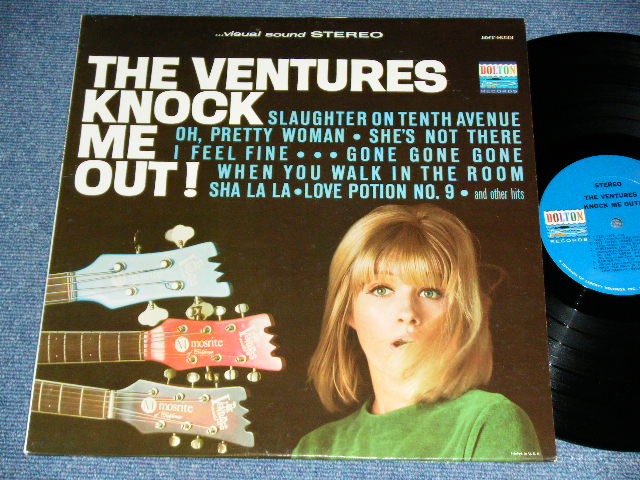 ...visual sound STEREO
DOLTON
RECORDS
THE VENTURES
KNOCK
ME
OUT!
SLAUGHTER ON TENTH AVENUE
OH, PRETTY WOMAN • SHE'S NOT THERE
I FEEL FINE • • • GONE GONE GONE
WHEN YOU WALK IN THE ROOM
SHA LA LA • LOVE POTION NO. 9 • and other hits
M mosrite
M mosrite
Printed in U.S.A.
STEREO
THE VENTURES
KNOCK ME OUT!
DOLTON
RECORDS